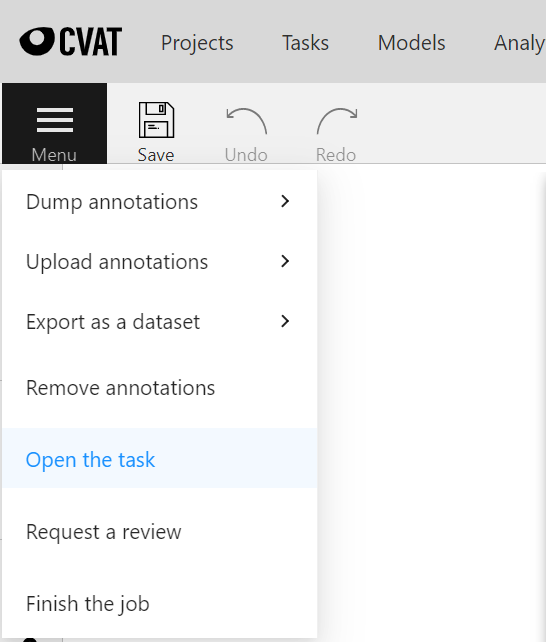 CVAT Projects Tasks Models Analy
Menu Save Undo Redo
Dump annotations
Upload annotations
Export as a dataset
Remove annotations
Open the task
Request a review
Finish the job